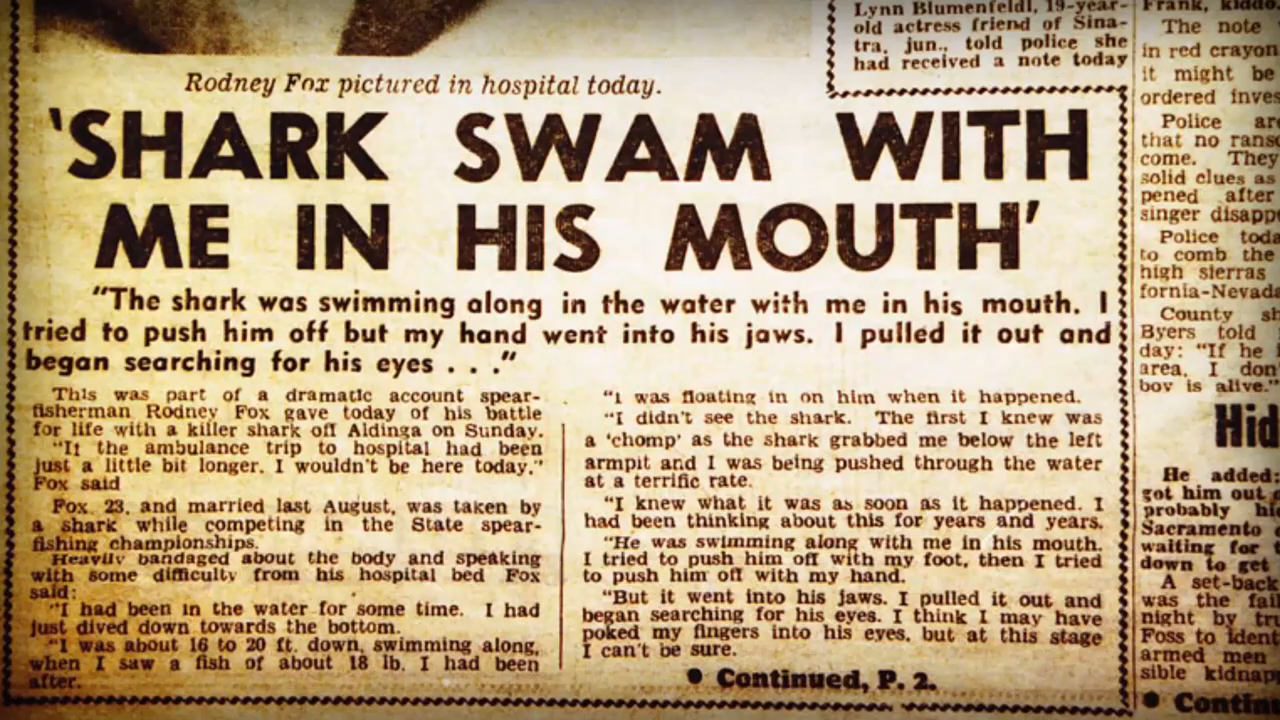 Rodney Fox pictured in hospital today.
'SHARK SWAM WITH
ME IN HIS MOUTH'
"The shark was swimming along in the water with me in his mouth. I
tried to push him off but my hand went into his jaws. I pulled it out and
began searching for his eyes . . ."
This was part of a dramatic account spear-
fisherman Rodney Fox gave today of his battle
for life with a killer shark off Aldinga on Sunday.
"If the ambulance trip to hospital had been
just a little bit longer, I wouldn't be here today."
Fox said
Fox 23, and married last August, was taken by
a shark while competing in the State spear-
fishing championships.
Heavily bandaged about the body and speaking
with some difficulty from his hospital bed Fox
said:
"I had been in the water for some time. I had
just dived down towards the bottom.
"I was about 16 to 20 ft. down, swimming along,
when I saw a fish of about 18 lb. I had been
after.
"I was floating in on him when it happened.
"I didn't see the shark. The first I knew was
a 'chomp' as the shark grabbed me below the left
armpit and I was being pushed through the water
at a terrific rate.
"I knew what it was as soon as it happened. I
had been thinking about this for years and years.
"He was swimming along with me in his mouth.
I tried to push him off with my foot, then I tried
to push him off with my hand.
"But it went into his jaws. I pulled it out and
began searching for his eyes. I think I may have
poked my fingers into his eyes, but at this stage
I can't be sure.
• Continued, P. 2.
Lynn Blumenfeldt, 19-year-
old actress friend of Sina-
tra, jun., told police she
had received a note today
Frank, kiddo.
The note
in red crayon
it might be
ordered inves
Police are
that no ranso
come. They
solid clues as
pened after
singer disapp
Police toda
to comb the
high sierras
fornia-Nevada
County sh
Byers told
day: "If he i
area, I don'
boy is alive."
Hid
He added:
got him out
probably hi
Sacramento
waiting for
down to get
A set-back
was the fail
night by tr
Foss to ident
armed men
sible kidnap
• Contin